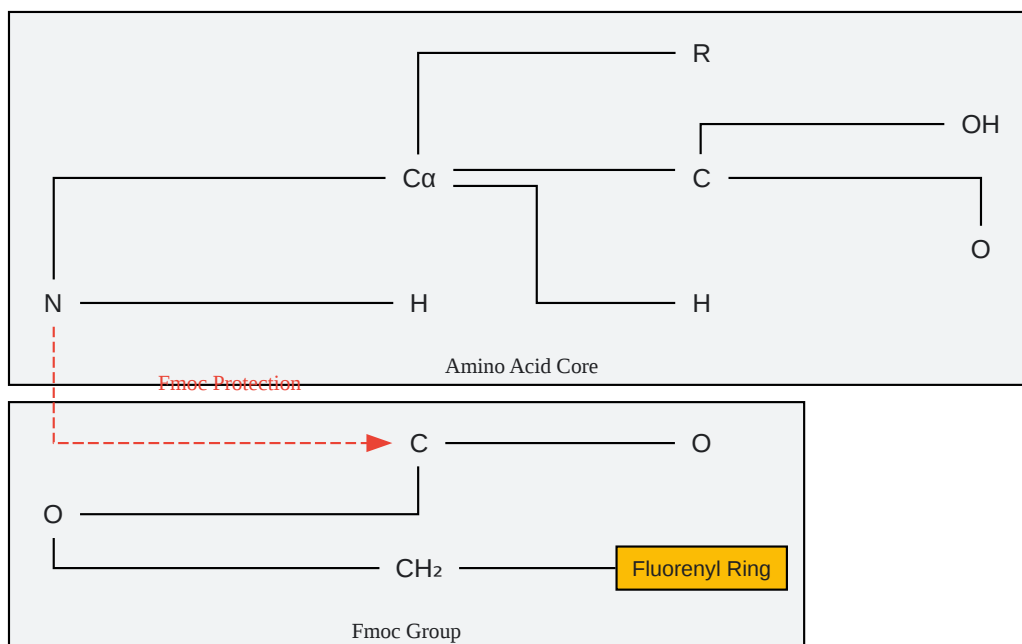 R
OH
Cα
C
O
N
H
H
Amino Acid Core
Fmoc Protection
C
O
O
CH₂
Fluorenyl Ring
Fmoc Group